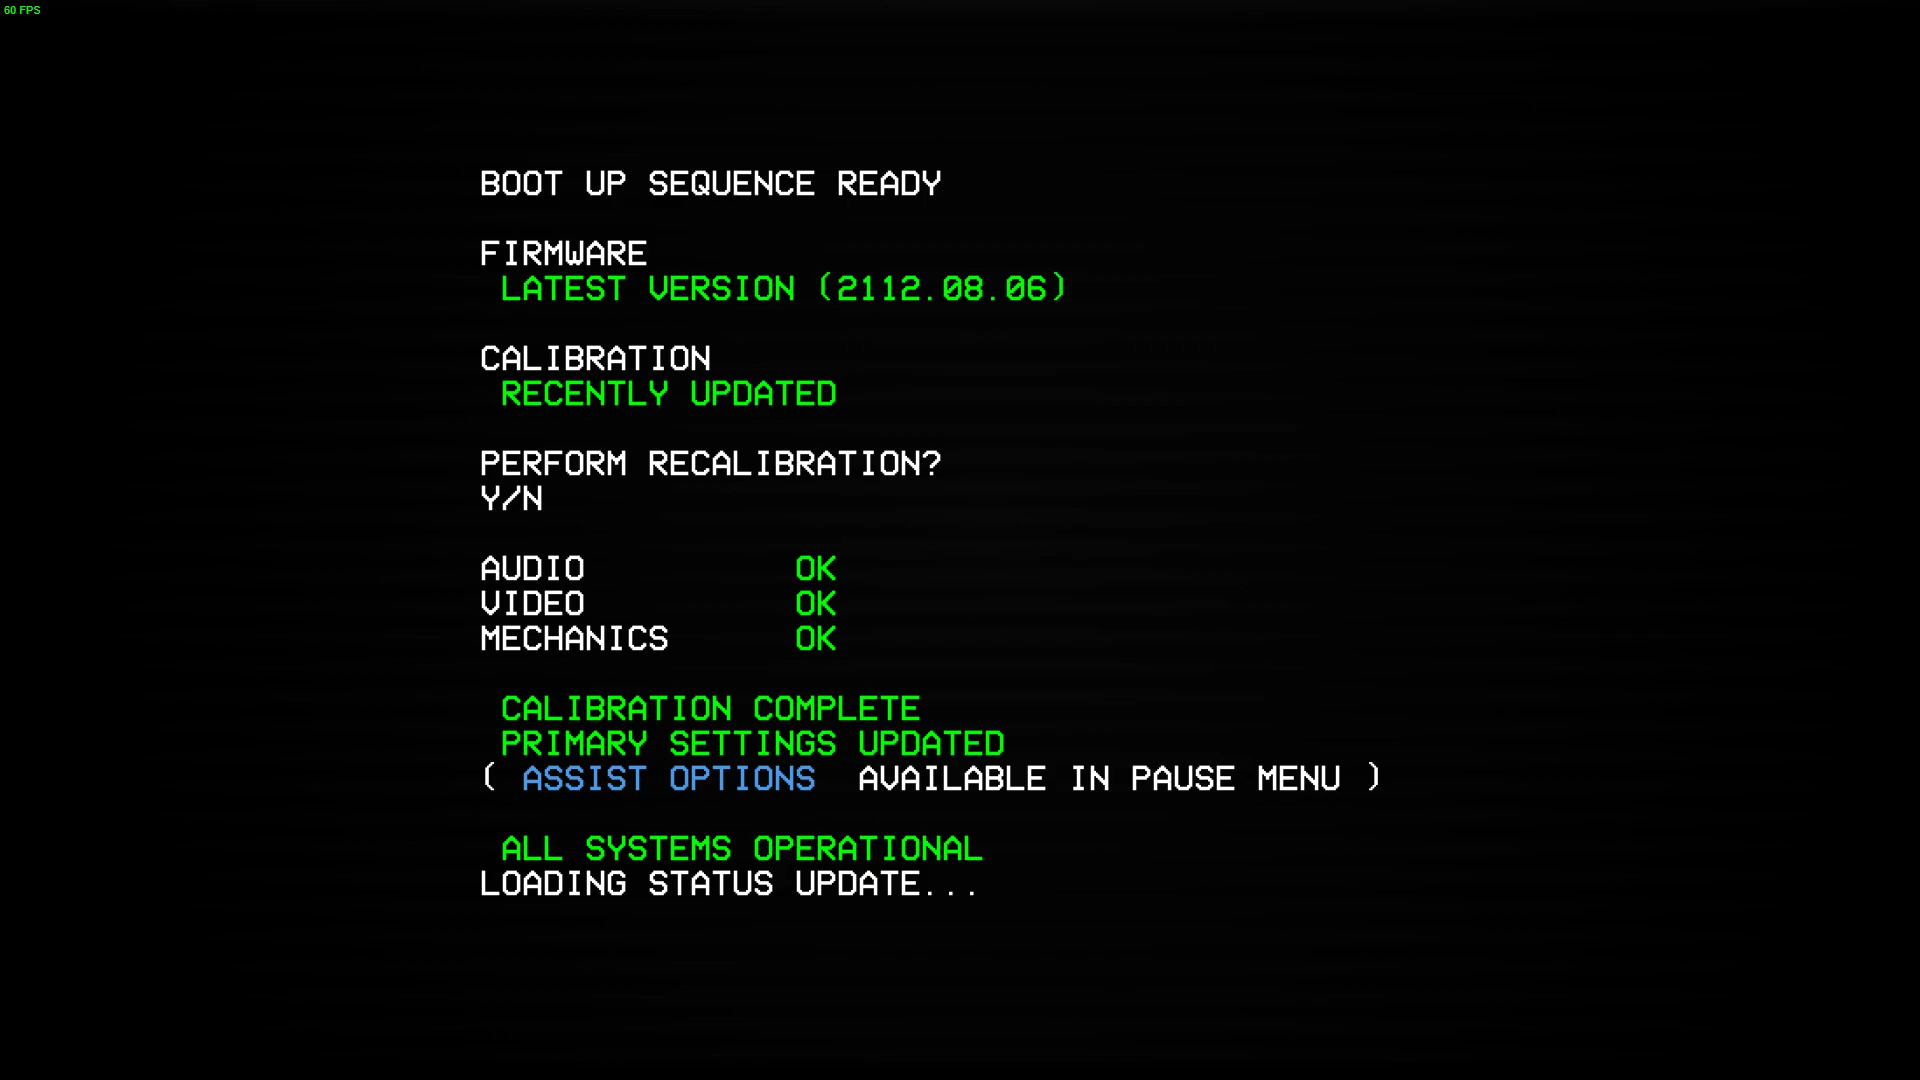 60 FPS
BOOT UP SEQUENCE READY
FIRMWARE
LATEST VERSION (2112.08.06)
CALIBRATION
RECENTLY UPDATED
PERFORM RECALIBRATION?
Y/N
AUDIO OK
VIDEO OK
MECHANICS OK
CALIBRATION COMPLETE
PRIMARY SETTINGS UPDATED
( ASSIST OPTIONS AVAILABLE IN PAUSE MENU )
ALL SYSTEMS OPERATIONAL
LOADING STATUS UPDATE...